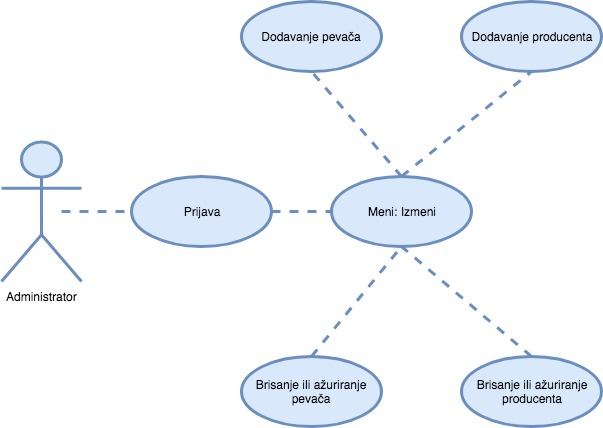 Dodavanje pevača
Dodavanje producenta
Prijava
Meni: Izmeni
Administrator
Brisanje ili ažuriranje
pevača
Brisanje ili ažuriranje
producenta